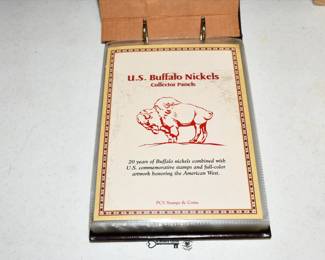 U.S. Buffalo Nickels
Collector Panels
20 years of Buffalo nickels combined with
U.S. commemorative stamps and full-color
artwork honoring the American West.
PCS Stamps & Coins